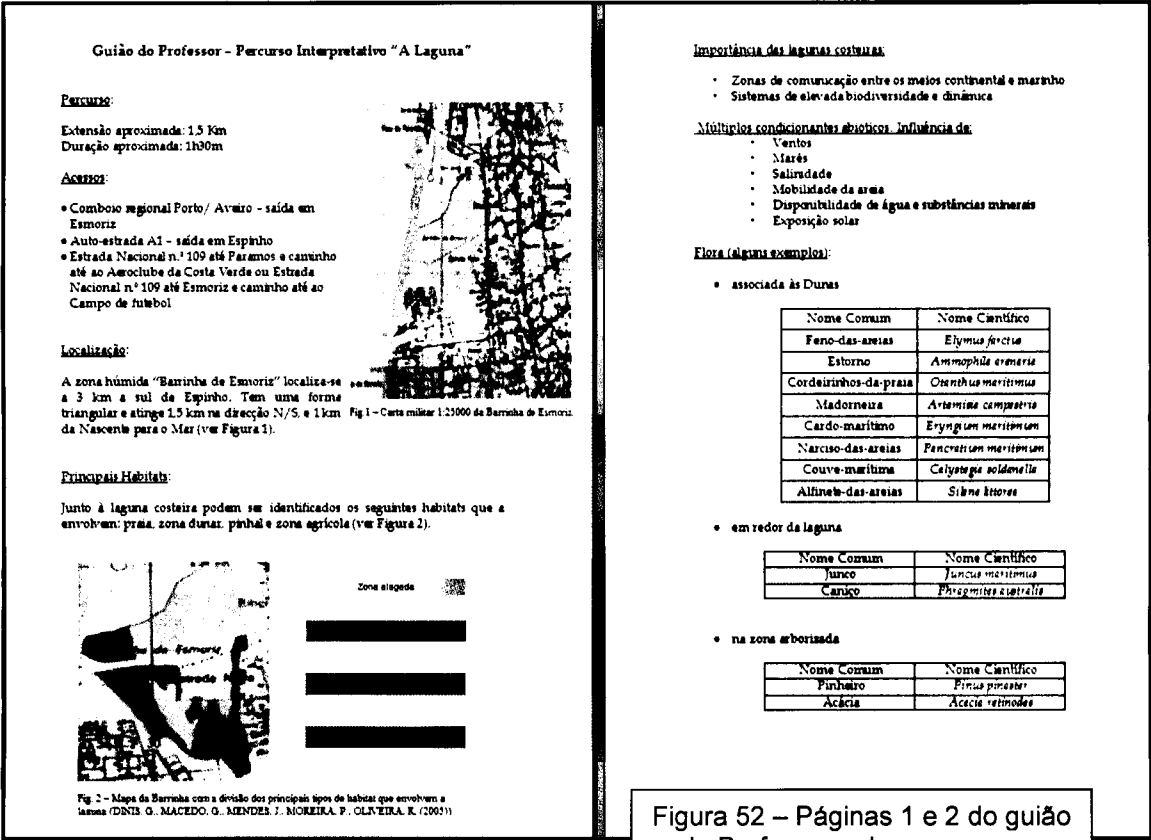 Guião do Professor – Percurso Interpretativo "A Laguna"
Percurso:
Extensão aproximada: 1,5 Km
Duração aproximada: 1h30m
Acessos:
• Comboio regional Porto/ Aveiro – saída em
Esmoriz
• Auto-estrada A1 – saída em Espinho
• Estrada Nacional n.º 109 até Paramos e caminho
até ao Aeroclube da Costa Verde ou Estrada
Nacional n.º 109 até Esmoriz e caminho até ao
Campo de futebol
Localização:
A zona húmida "Barrinha de Esmoriz" localiza-se
a 3 km a sul de Espinho. Tem uma forma
triangular e atinge 1,5 km na direcção N/S, e 1 km
da Nascente para o Mar (ver Figura 1).
Fig.1 – Carta militar 1:25000 da Barrinha de Esmoriz.
Principais Habitats:
Junto à laguna costeira podem ser identificados os seguintes habitats que a
envolvem: praia, zona dunar, pinhal e zona agrícola (ver Figura 2).
Zona alagada
Fig. 2 – Mapa da Barrinha com a divisão dos principais tipos de habitat que envolvem a
laguna (DINIS, G., MACEDO, G., MENDES, J., MOREIRA, P., OLIVEIRA, R. (2005))
Importância das lagunas costeiras:
· Zonas de comunicação entre os meios continental e marinho
· Sistemas de elevada biodiversidade e dinâmica
Múltiplos condicionantes abióticos. Influência de:
· Ventos
· Marés
· Salinidade
· Mobilidade da areia
· Disponibilidade de água e substâncias minerais
· Exposição solar
Flora (alguns exemplos):
• associada às Dunas
Nome Comum Nome Científico
Feno-das-areias Elymus farctus
Estorno Ammophila arenaria
Cordeirinhos-da-praia Otanthus maritimus
Madorneira Artemisia campestris
Cardo-marítimo Eryngium maritimum
Narciso-das-areias Pancratium maritimum
Couve-marítima Calystegia soldanella
Alfinete-das-areias Silene littorea
• em redor da laguna
Nome Comum Nome Científico
Junco Juncus maritimus
Caniço Phragmites australis
• na zona arborizada
Nome Comum Nome Científico
Pinheiro Pinus pinaster
Acácia Acacia retinodes
Figura 52 – Páginas 1 e 2 do guião